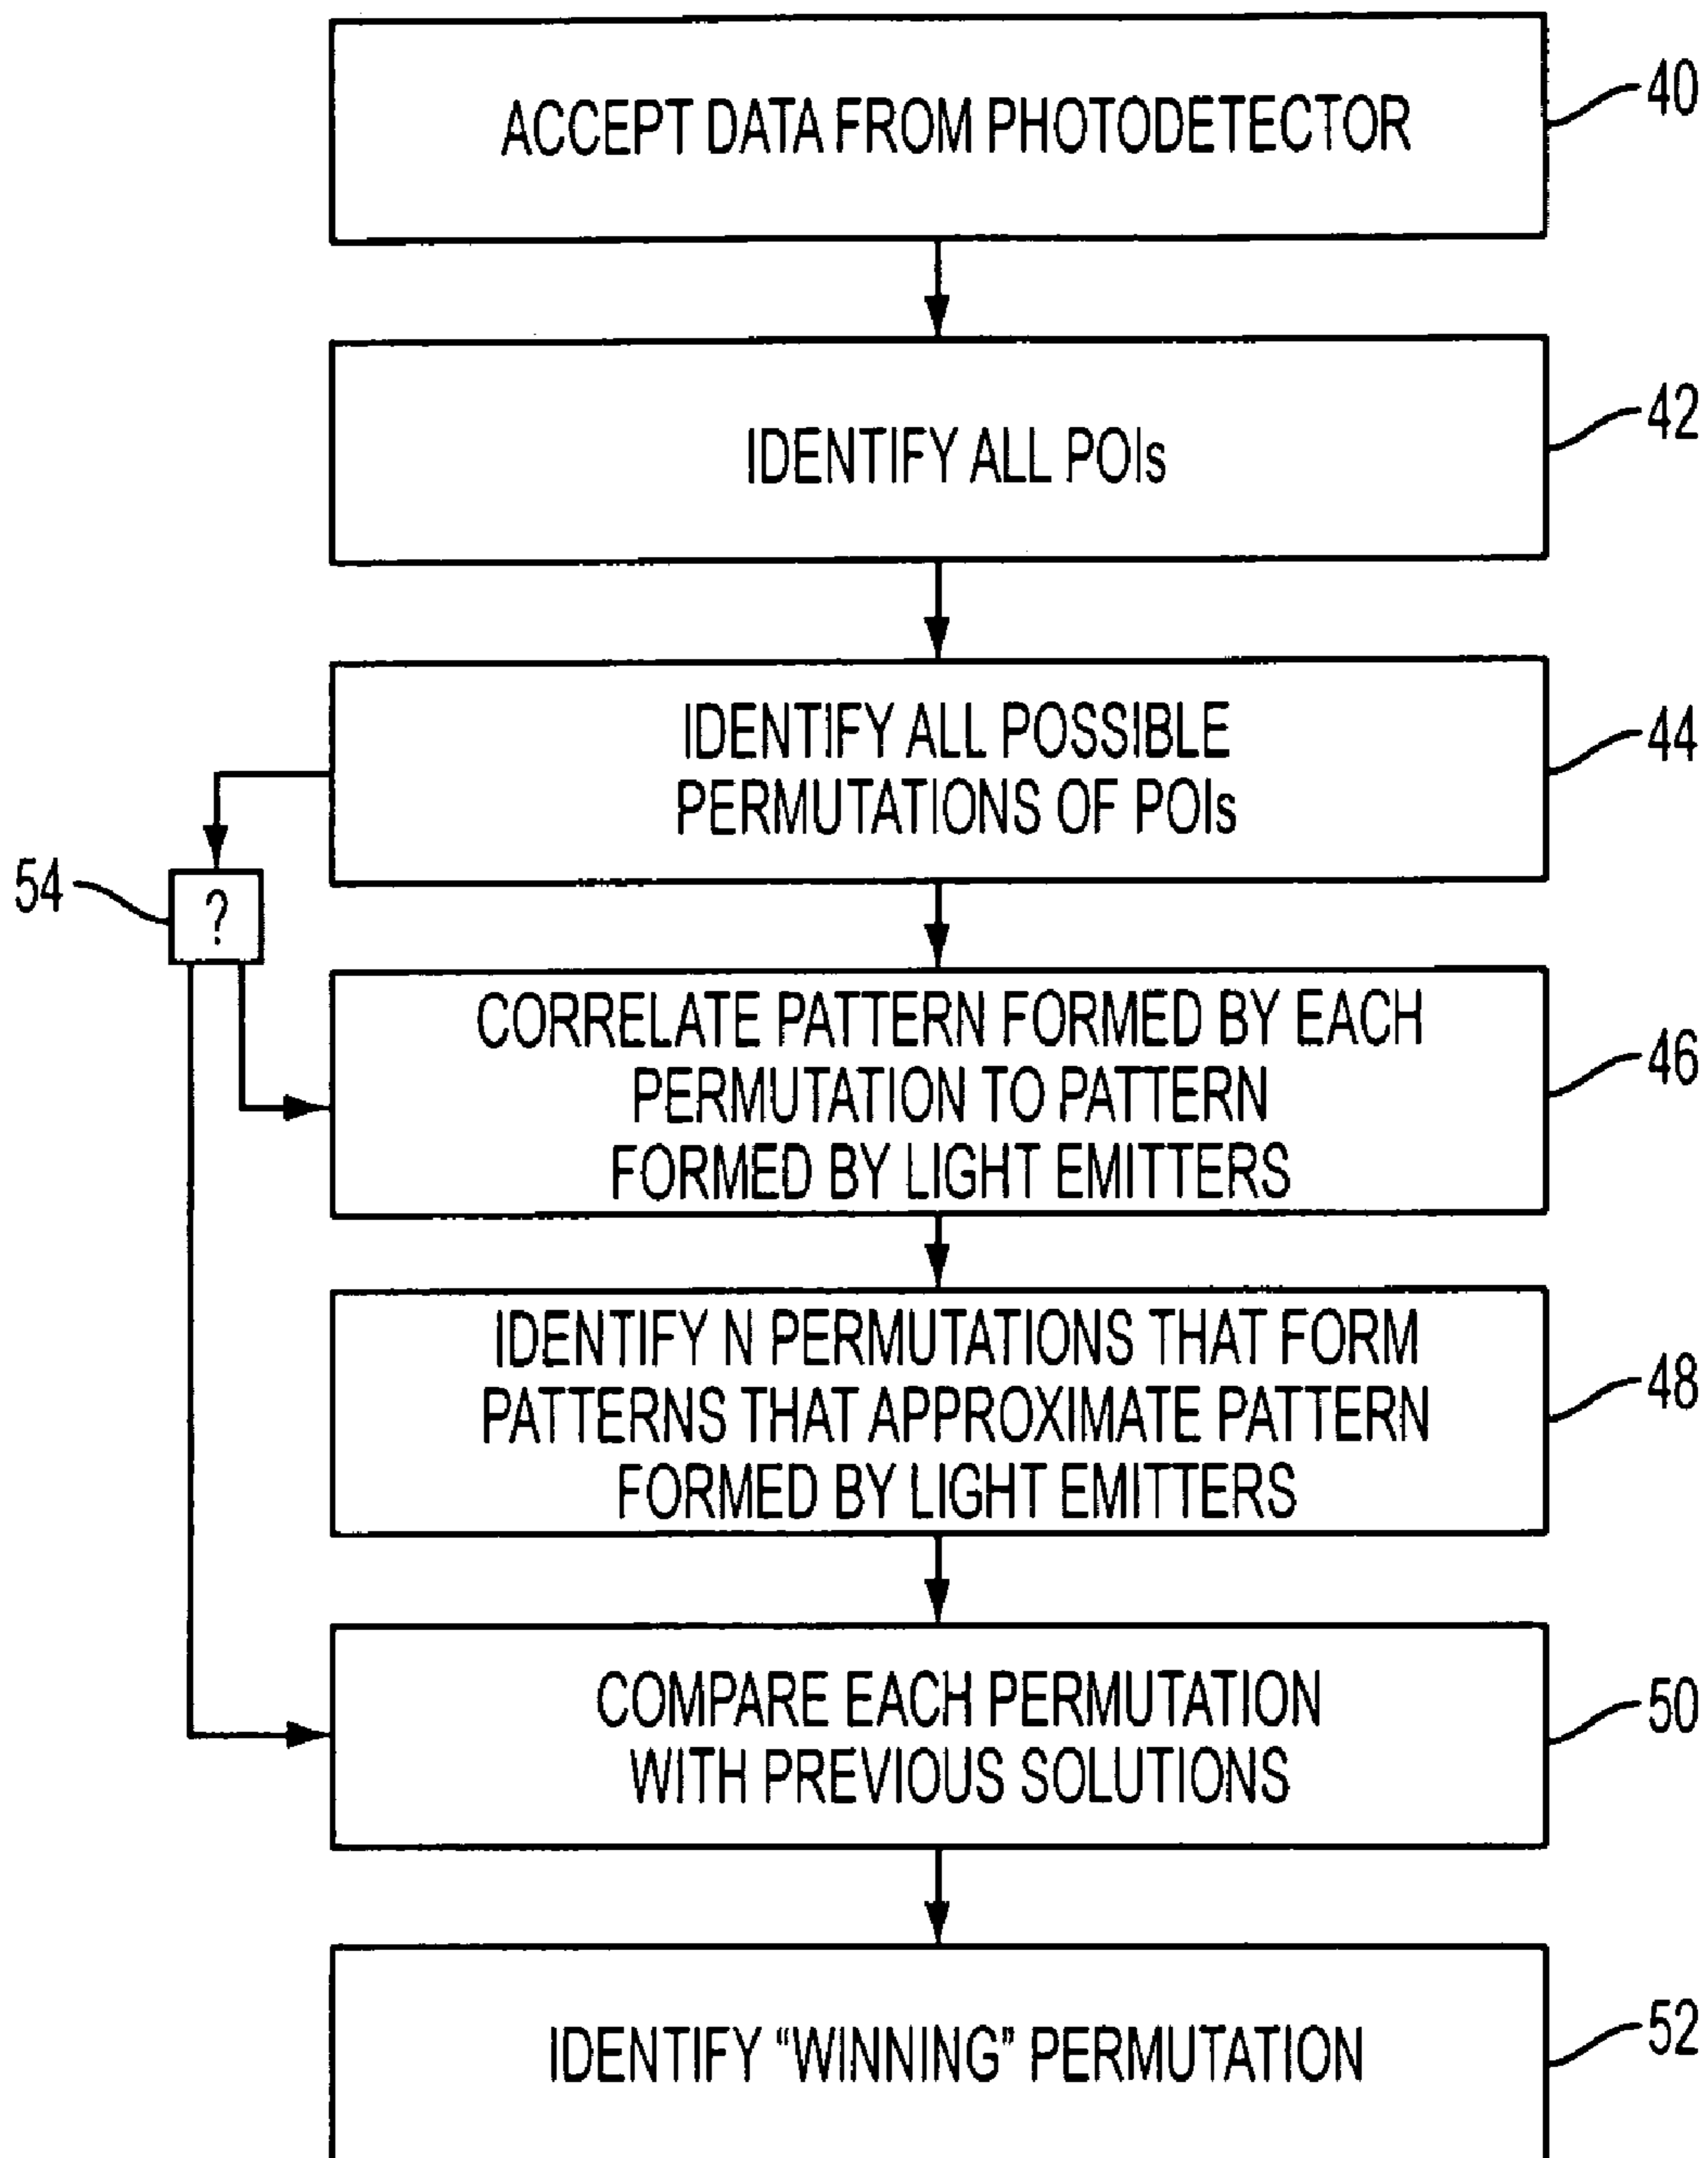 ACCEPT DATA FROM PHOTODETECTOR
40
IDENTIFY ALL POIs
42
IDENTIFY ALL POSSIBLE
PERMUTATIONS OF POIs
44
54
?
CORRELATE PATTERN FORMED BY EACH
PERMUTATION TO PATTERN
FORMED BY LIGHT EMITTERS
46
IDENTIFY N PERMUTATIONS THAT FORM
PATTERNS THAT APPROXIMATE PATTERN
FORMED BY LIGHT EMITTERS
48
COMPARE EACH PERMUTATION
WITH PREVIOUS SOLUTIONS
50
IDENTIFY “WINNING” PERMUTATION
52